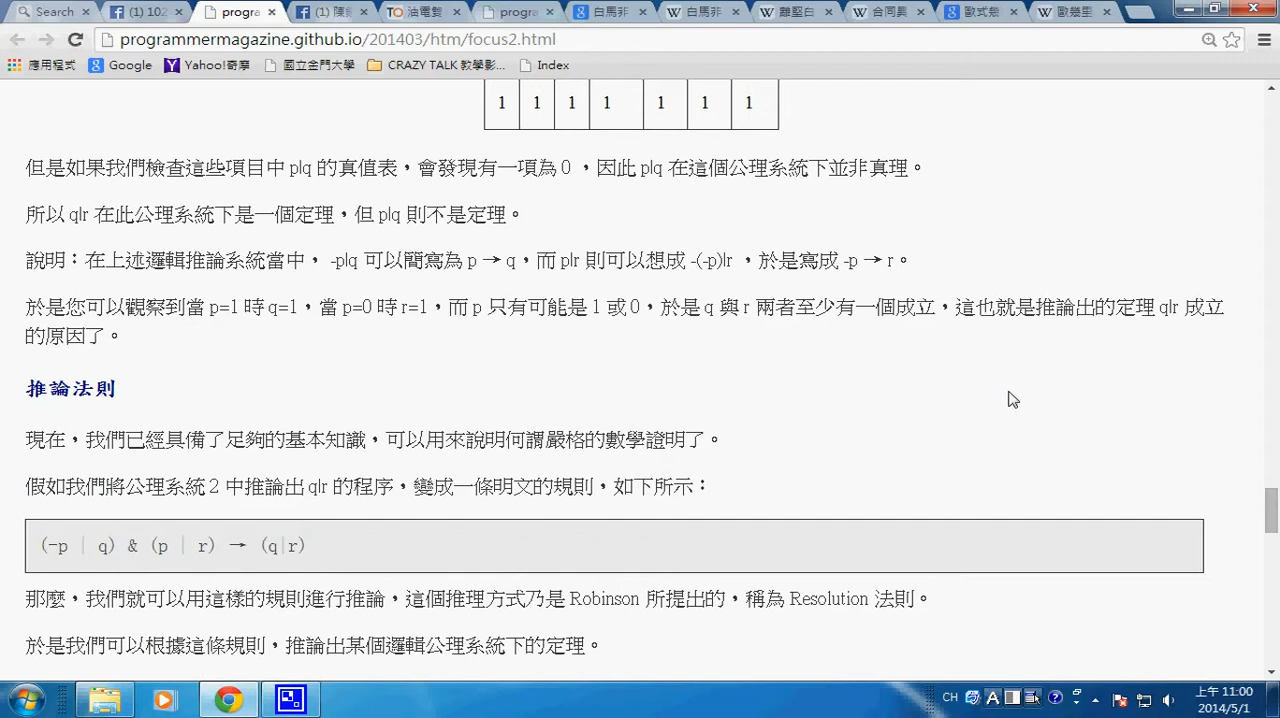 Search
(1) 102
progra
(1) 陳
油電雙
progra
白馬非
白馬非
離堅白
合同異
歐式幾
歐幾里
programmermagazine.github.io/201403/htm/focus2.html
應用程式
Google
Yahoo!奇摩
國立金門大學
CRAZY TALK 教學影...
Index
1 1 1 1 1 1 1
但是如果我們檢查這些項目中 p|q 的真值表，會發現有一項為 0 ，因此 p|q 在這個公理系統下並非真理。
所以 q|r 在此公理系統下是一個定理，但 p|q 則不是定理。
說明：在上述邏輯推論系統當中， -p|q 可以簡寫為 p → q，而 p|r 則可以想成 -(-p)|r ，於是寫成 -p → r。
於是您可以觀察到當 p=1 時 q=1，當 p=0 時 r=1，而 p 只有可能是 1 或 0，於是 q 與 r 兩者至少有一個成立，這也就是推論出的定理 q|r 成立
的原因了。
推論法則
現在，我們已經具備了足夠的基本知識，可以用來說明何謂嚴格的數學證明了。
假如我們將公理系統 2 中推論出 q|r 的程序，變成一條明文的規則，如下所示：
(-p | q) & (p | r) → (q|r)
那麼，我們就可以用這樣的規則進行推論，這個推理方式乃是 Robinson 所提出的，稱為 Resolution 法則。
於是我們可以根據這條規則，推論出某個邏輯公理系統下的定理。
CH
A
上午 11:00
2014/5/1